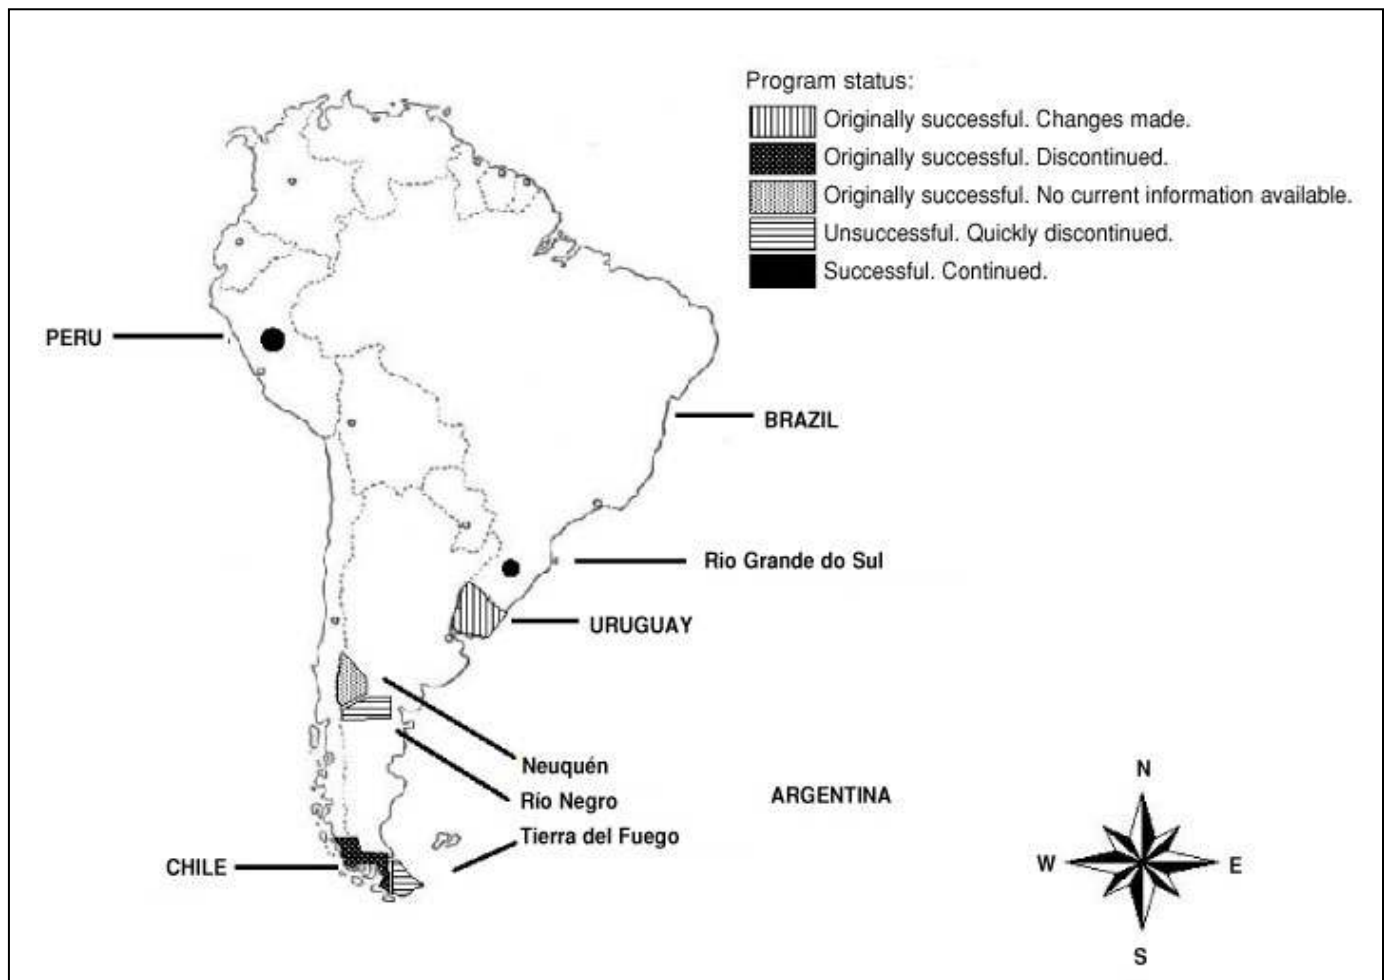 Program status:
Originally successful. Changes made.
Originally successful. Discontinued.
Originally successful. No current information available.
Unsuccessful. Quickly discontinued.
Successful. Continued.
PERU
BRAZIL
Rio Grande do Sul
URUGUAY
Neuquén
Río Negro
ARGENTINA
Tierra del Fuego
CHILE
N
W
E
S